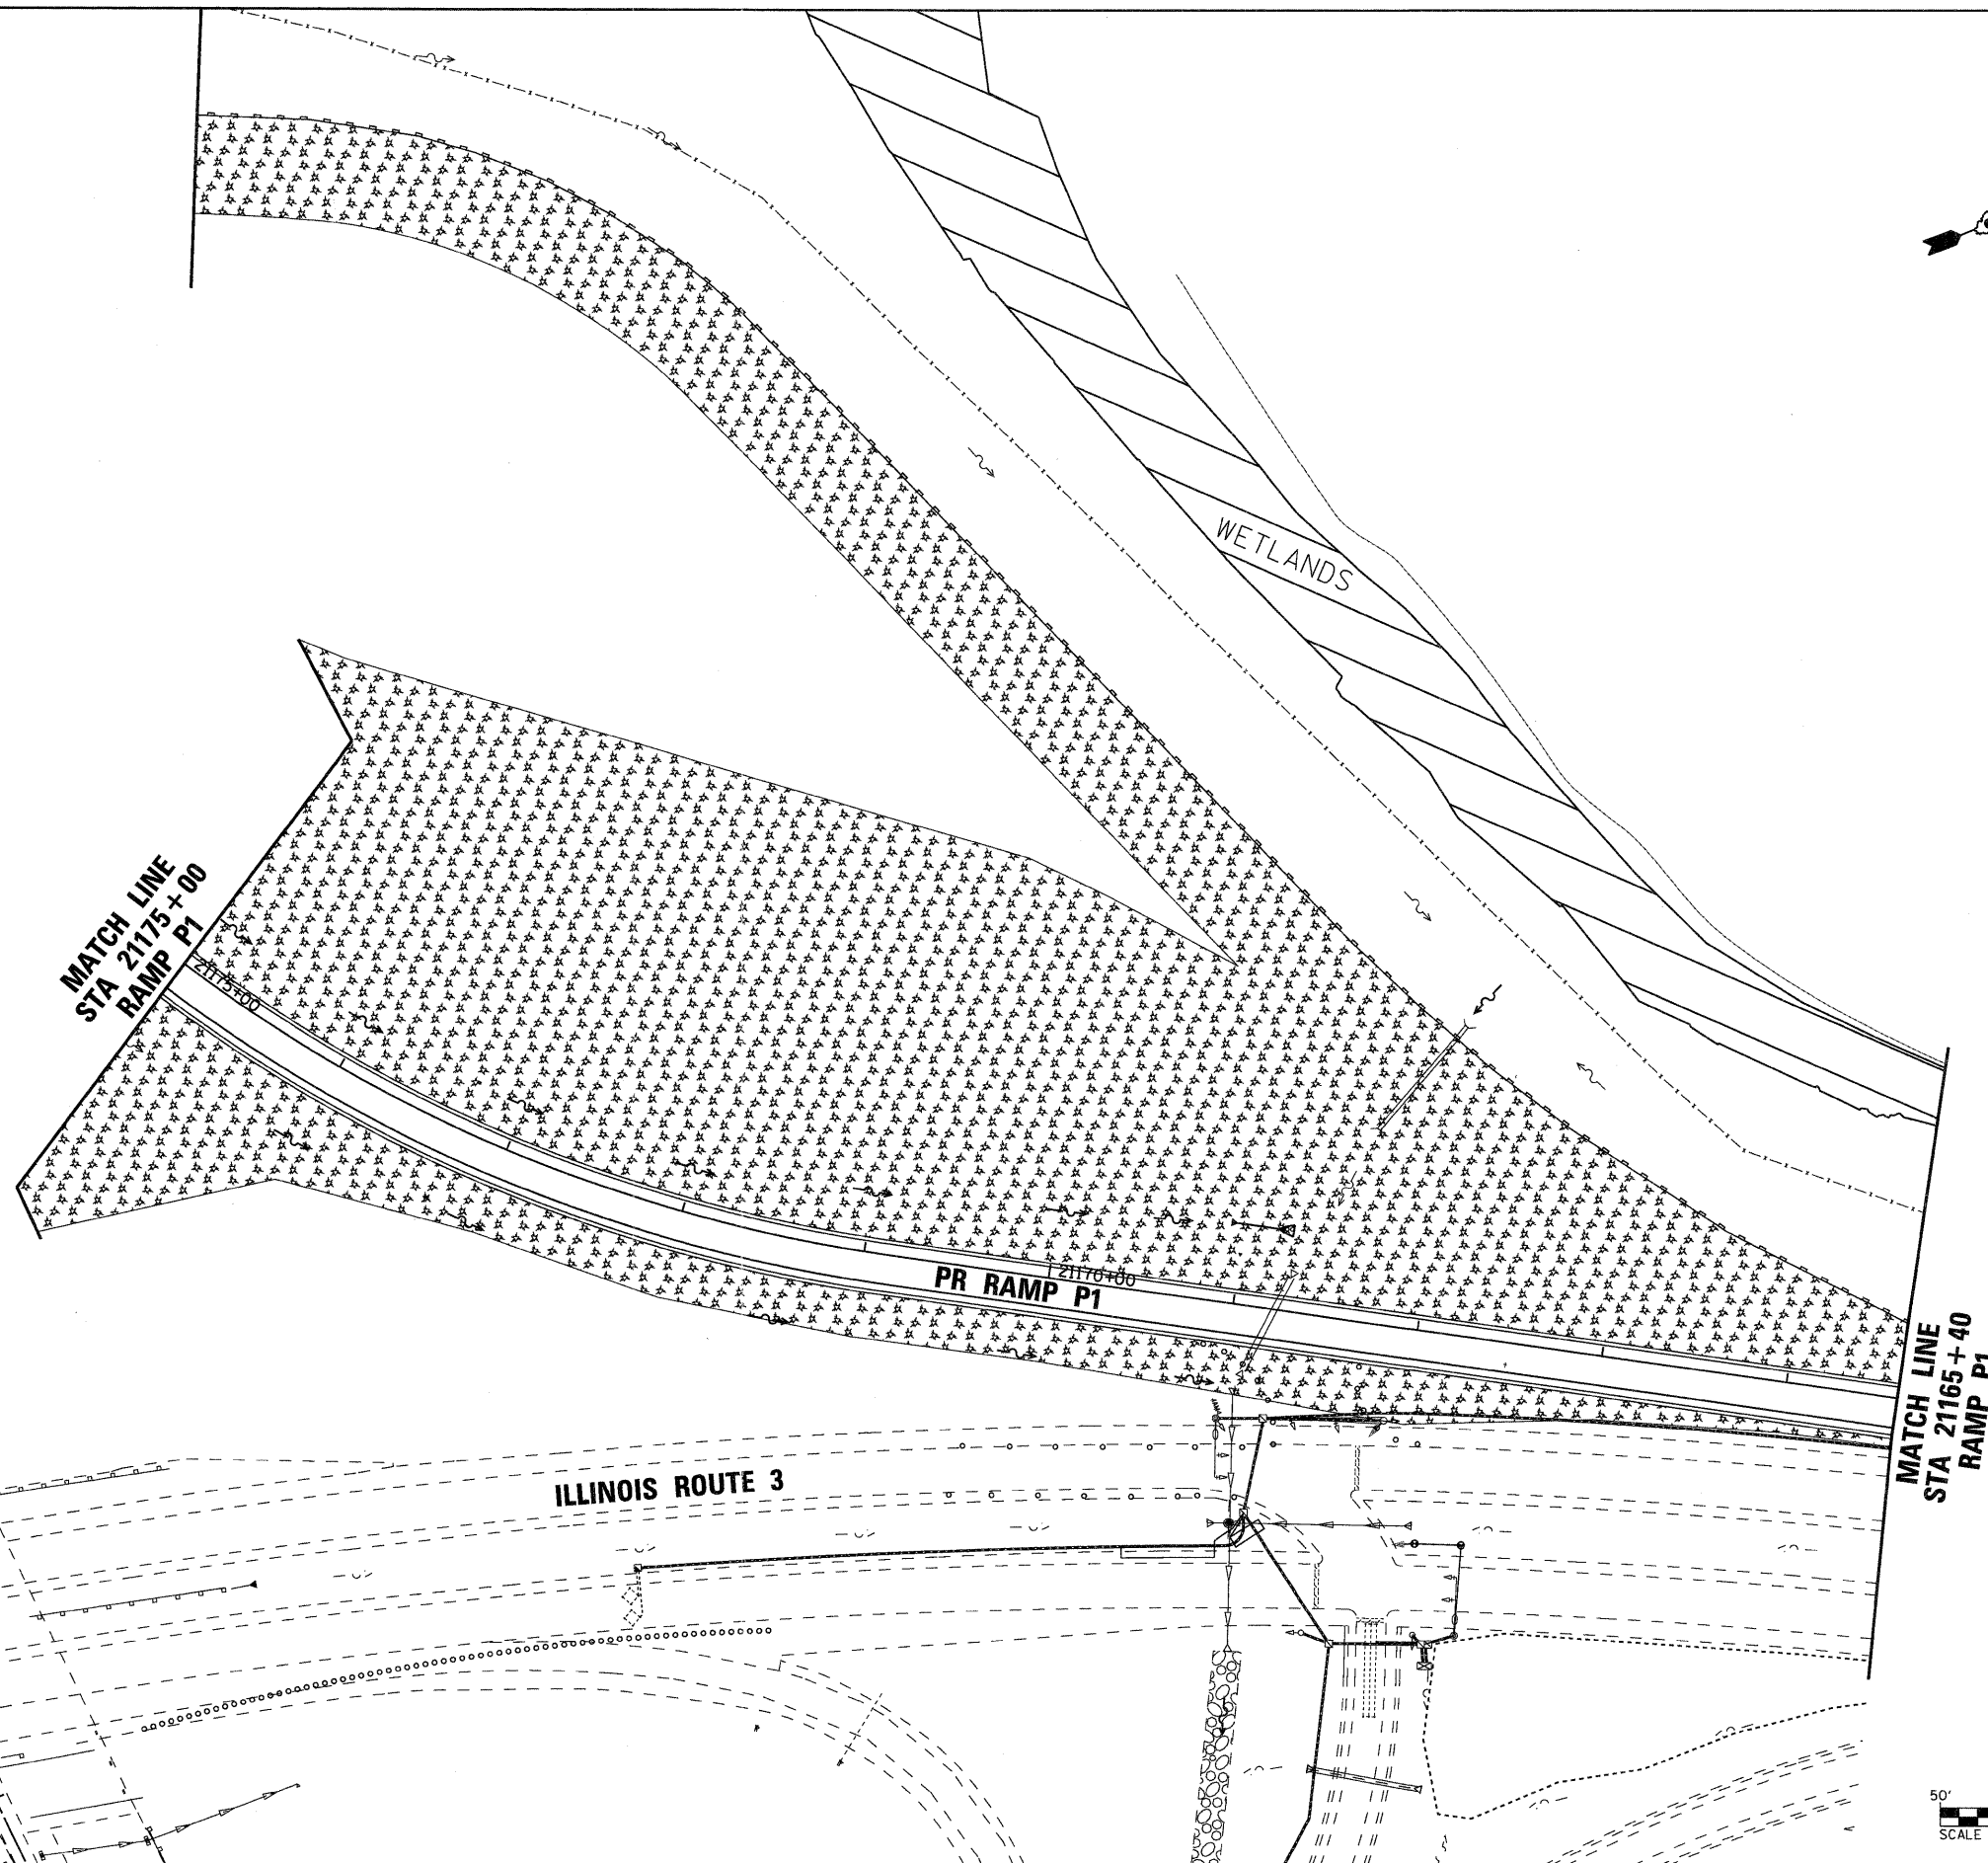 WETLANDS
MATCH LINE
STA 21175+00
RAMP P1
21175+00
21170+00
PR RAMP P1
MATCH LINE
STA 21165+40
RAMP P1
ILLINOIS ROUTE 3
50'
SCALE